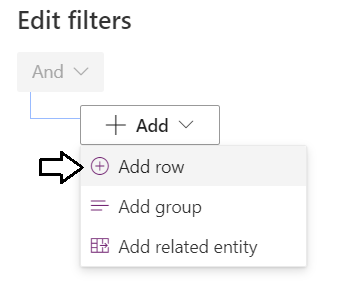 Edit filters
And
Add
Add row
Add group
Add related entity